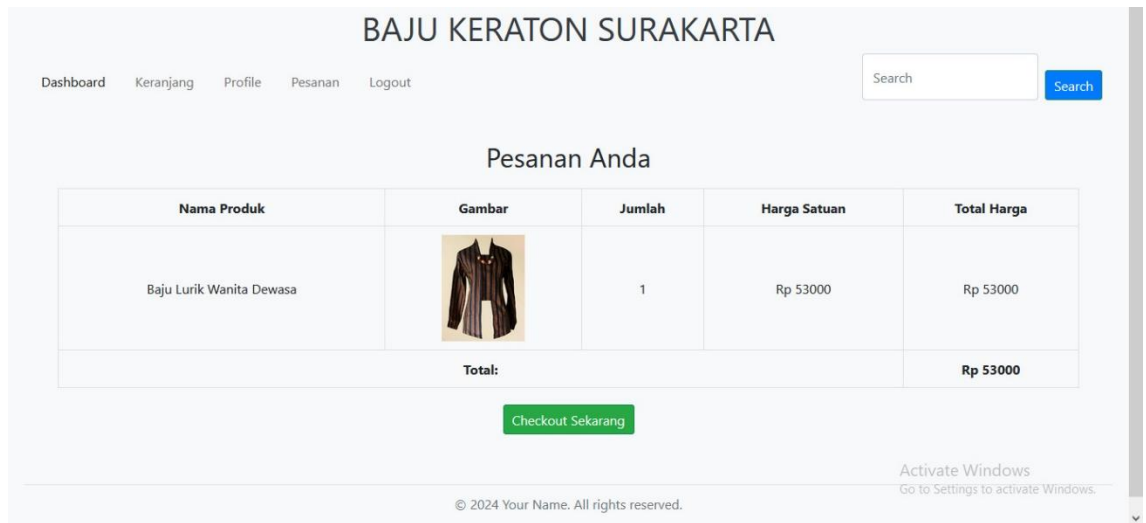 BAJU KERATON SURAKARTA
Dashboard Keranjang Profile Pesanan Logout Search Search
Pesanan Anda
Nama Produk Gambar Jumlah Harga Satuan Total Harga
Baju Lurik Wanita Dewasa 1 Rp 53000 Rp 53000
Total: Rp 53000
Checkout Sekarang
Activate Windows
Go to Settings to activate Windows.
© 2024 Your Name. All rights reserved.